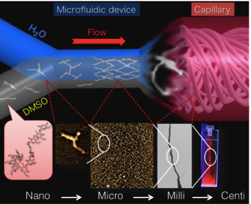 Microfluidic device
Capillary
H₂O
Flow
DMSO
Nano → Micro → Milli → Centi